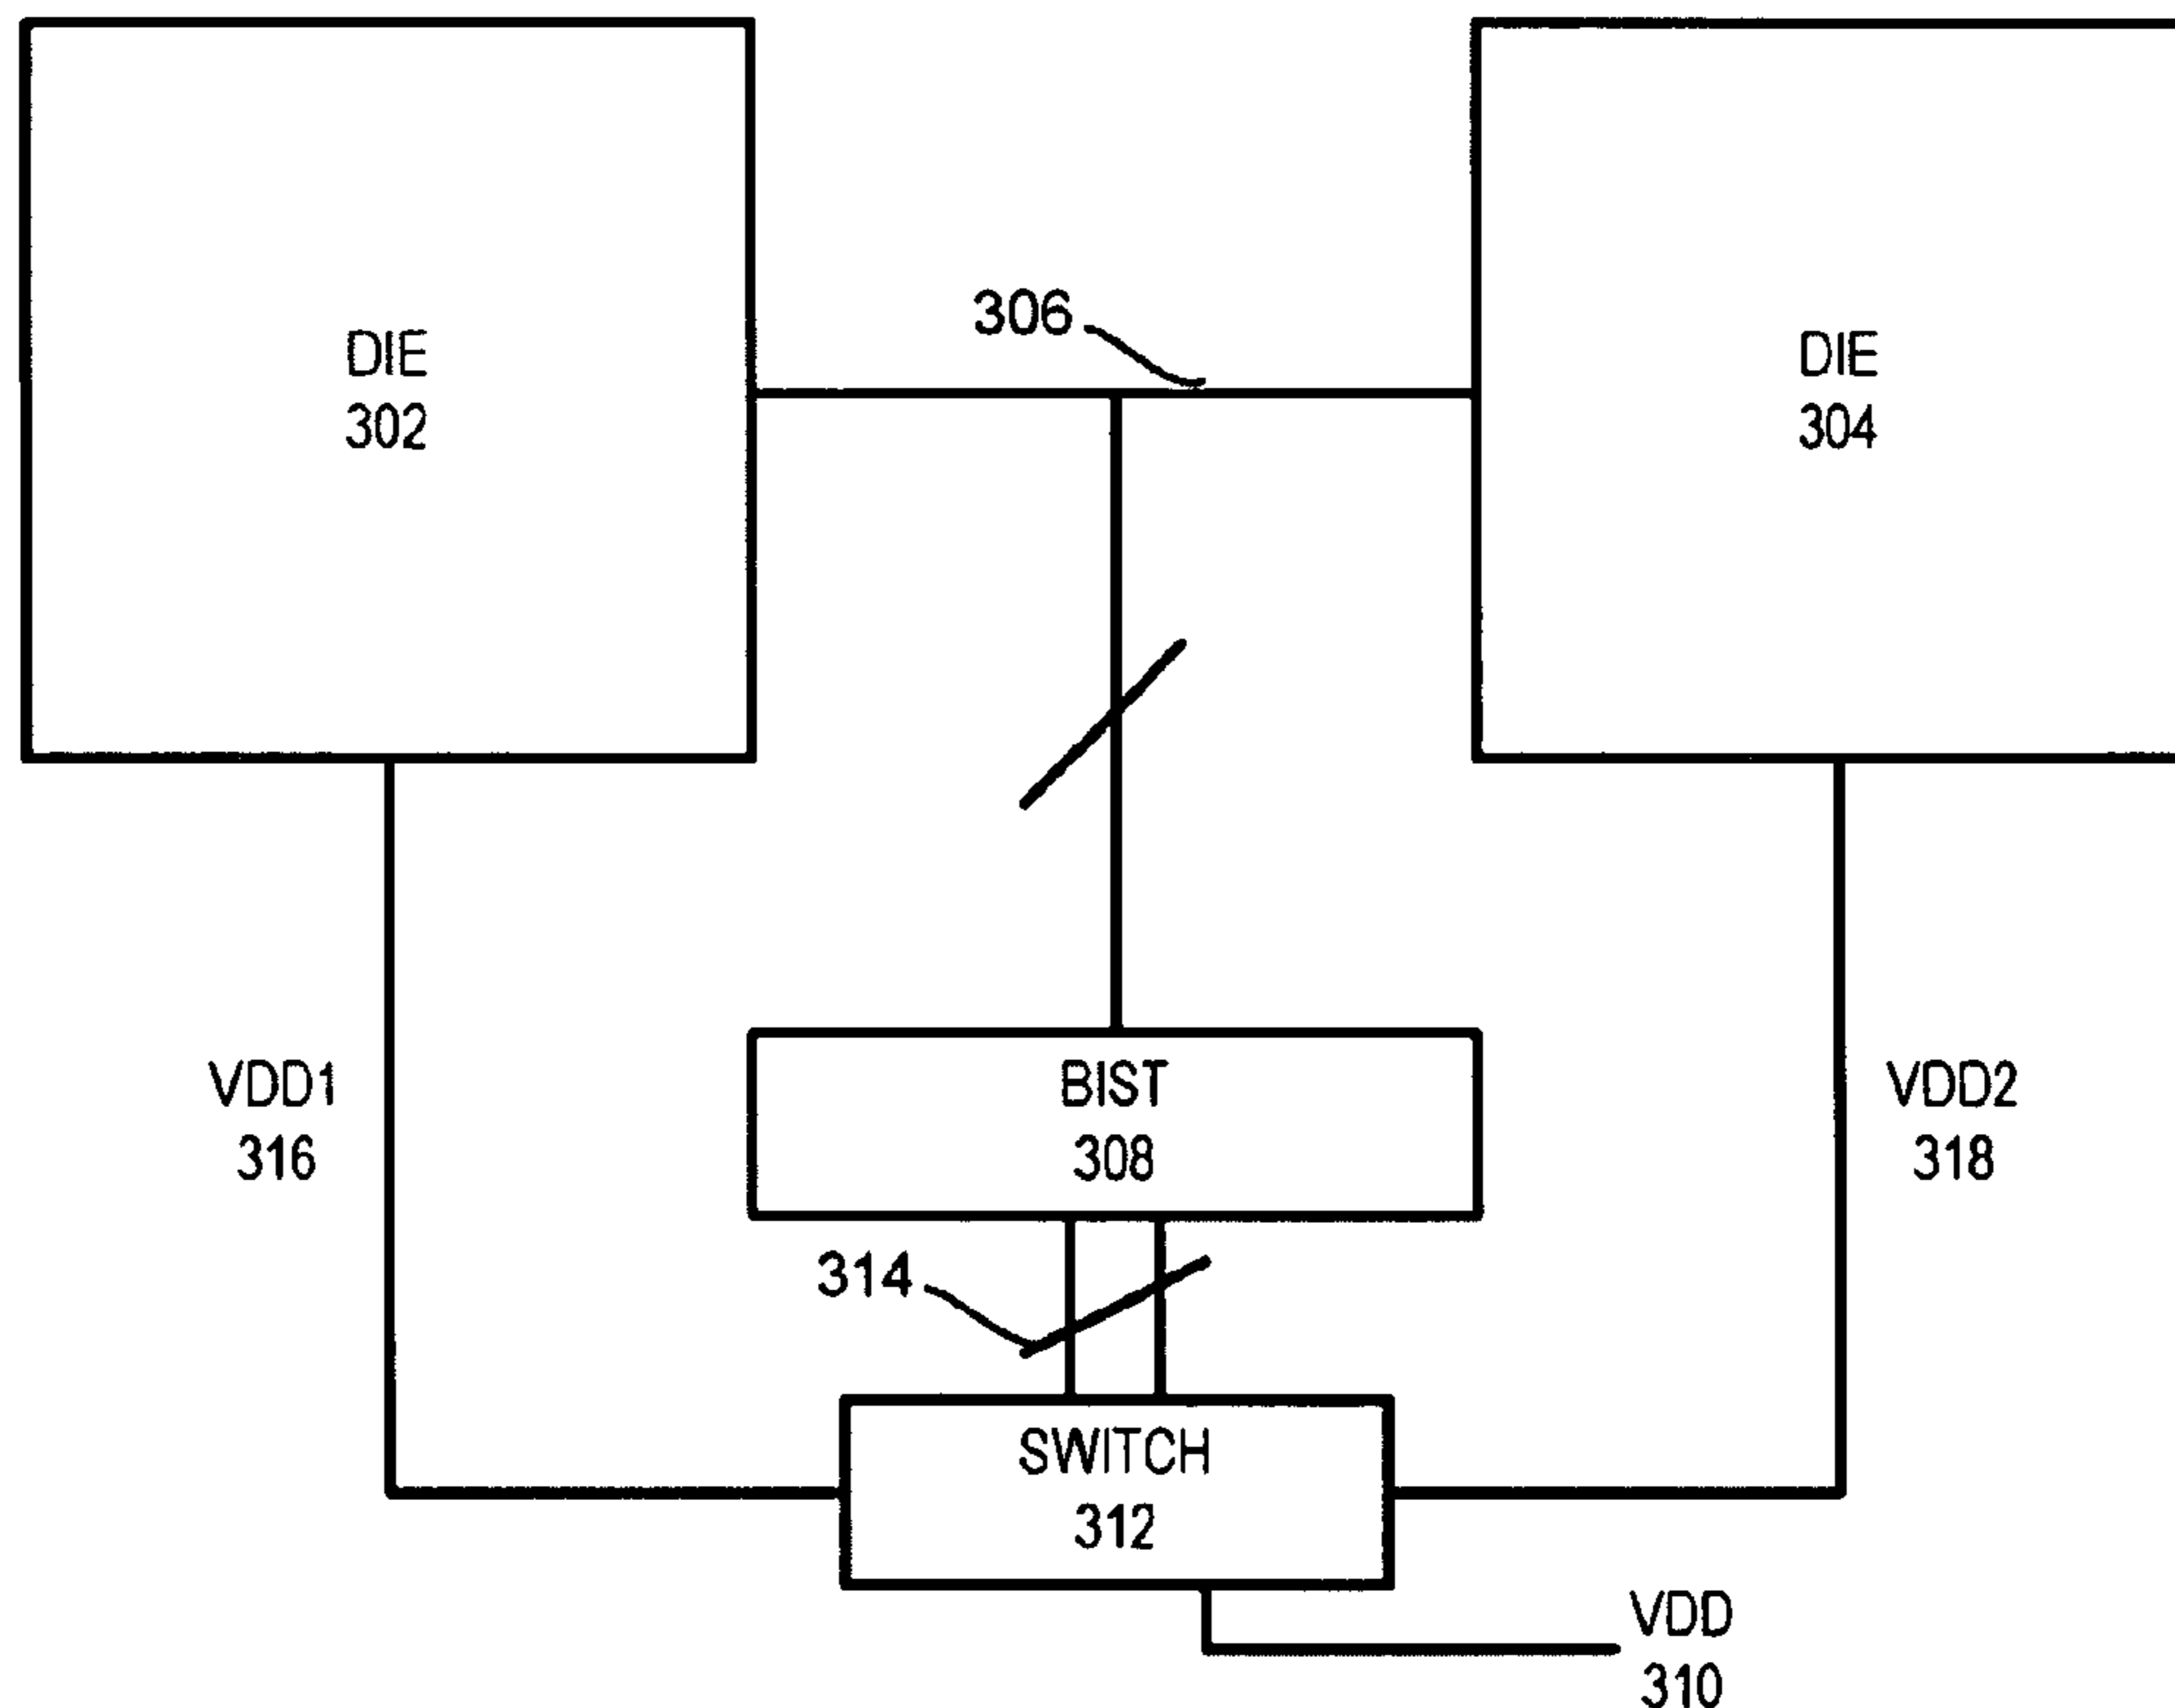 306
DIE
302
DIE
304
VDD1
316
BIST
308
VDD2
318
314
SWITCH
312
VDD
310